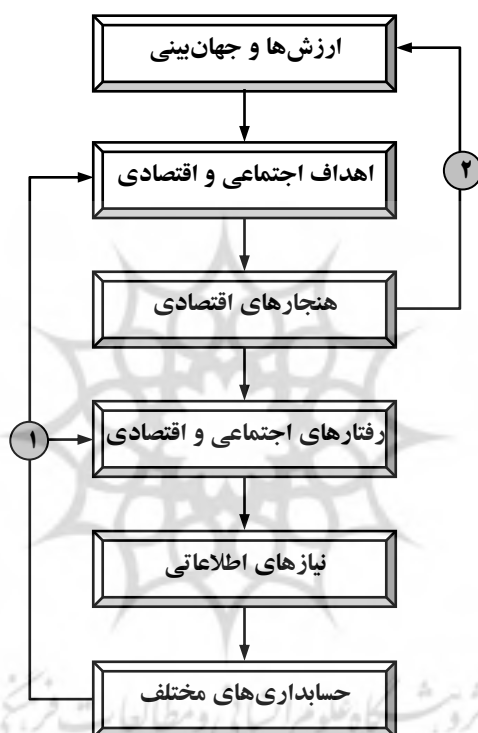 ارزش‌ها و جهان‌بینی
۲
اهداف اجتماعی و اقتصادی
هنجارهای اقتصادی
۱
رفتارهای اجتماعی و اقتصادی
نیازهای اطلاعاتی
حسابداری‌های مختلف